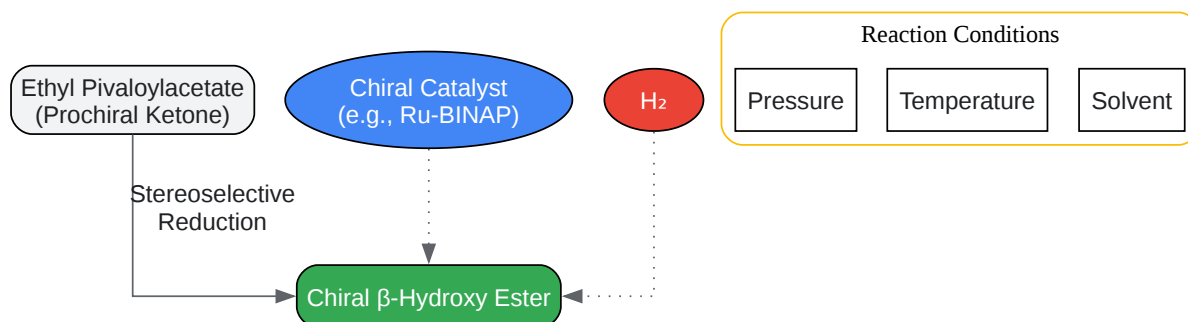 Reaction Conditions
Ethyl Pivaloylacetate
(Prochiral Ketone)
Chiral Catalyst
(e.g., Ru-BINAP)
H₂
Pressure
Temperature
Solvent
Stereoselective
Reduction
Chiral β-Hydroxy Ester